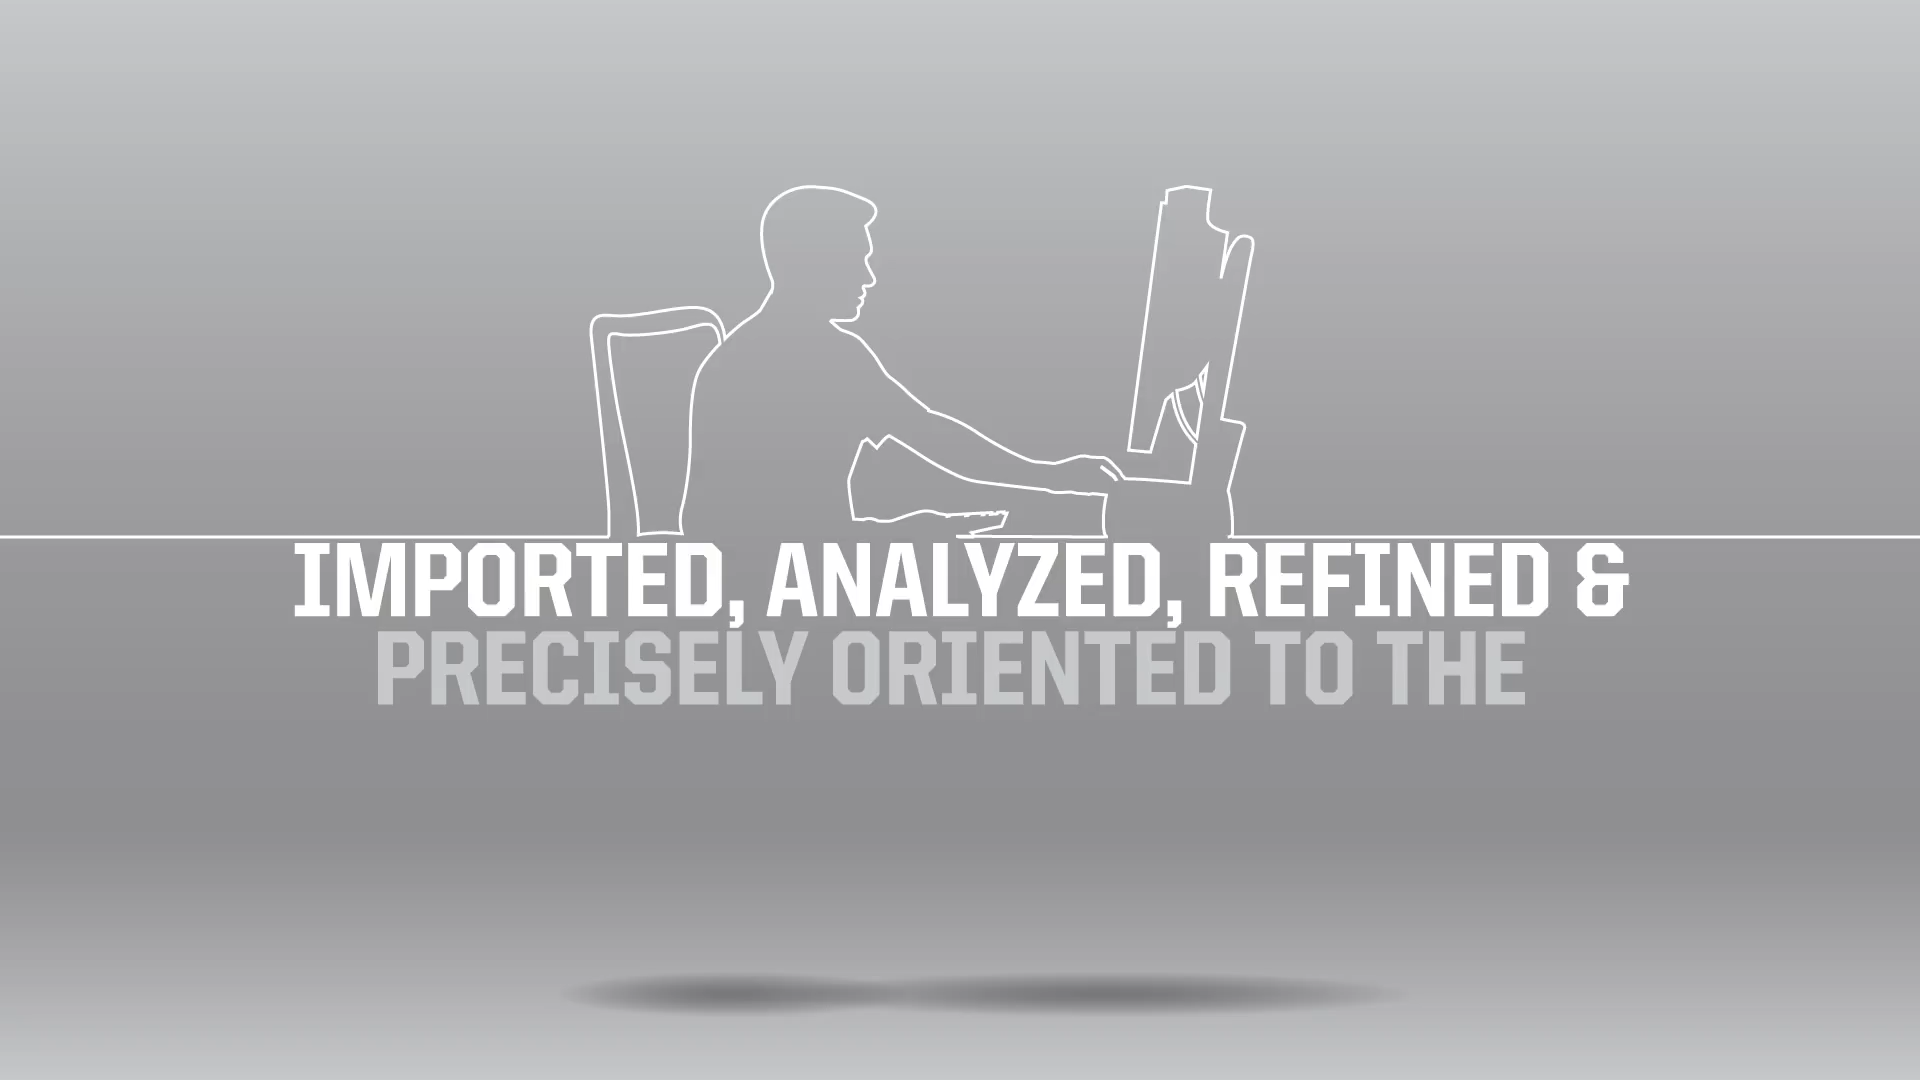 IMPORTED, ANALYZED, REFINED &
PRECISELY ORIENTED TO THE